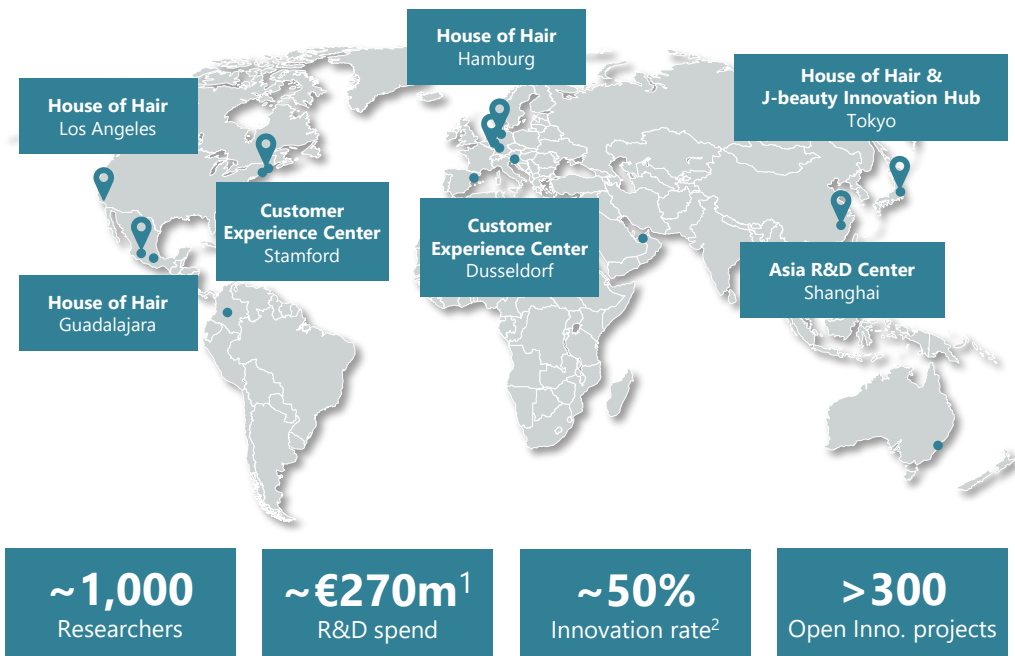 House of Hair
Hamburg
House of Hair &
J-beauty Innovation Hub
Tokyo
House of Hair
Los Angeles
Customer
Experience Center
Stamford
Customer
Experience Center
Dusseldorf
Asia R&D Center
Shanghai
House of Hair
Guadalajara
~1,000
Researchers
~€270m¹
R&D spend
~50%
Innovation rate²
>300
Open Inno. projects